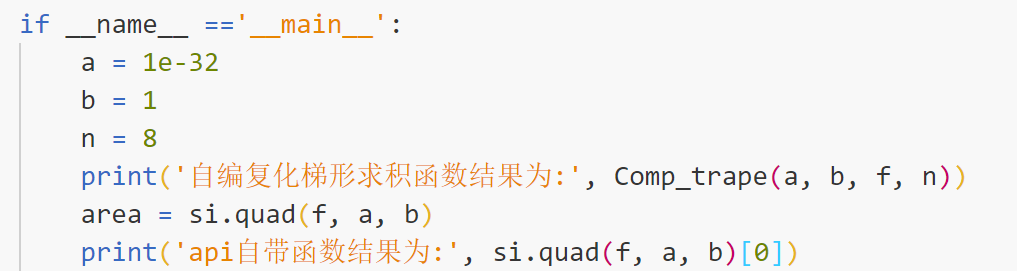 if __name__ =='__main__':
    a = 1e-32
    b = 1
    n = 8
    print('自编复化梯形求积函数结果为:', Comp_trape(a, b, f, n))
    area = si.quad(f, a, b)
    print('api自带函数结果为:', si.quad(f, a, b)[0])